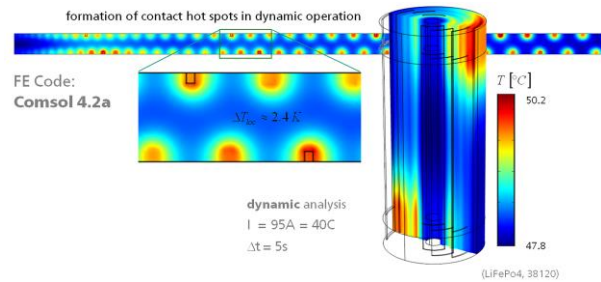 formation of contact hot spots in dynamic operation
FE Code:
Comsol 4.2a
ΔT_loc ≈ 2.4 K
T [°C]
50.2
47.8
dynamic analysis
I = 95A = 40C
Δt = 5s
(LiFePo4, 38120)